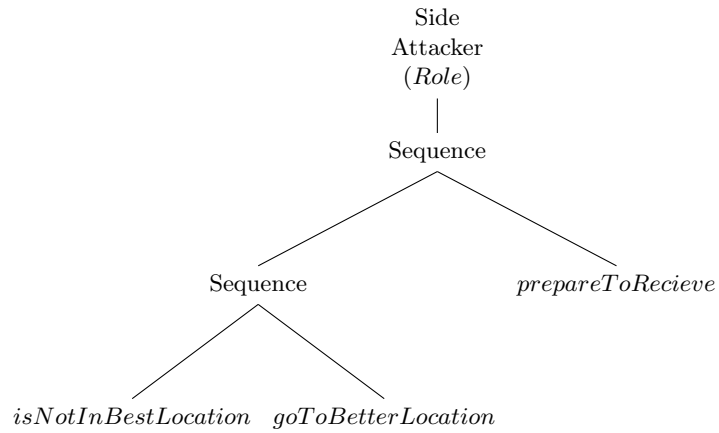 Side
Attacker
(Role)
Sequence
Sequence
prepareToRecieve
isNotInBestLocation
goToBetterLocation